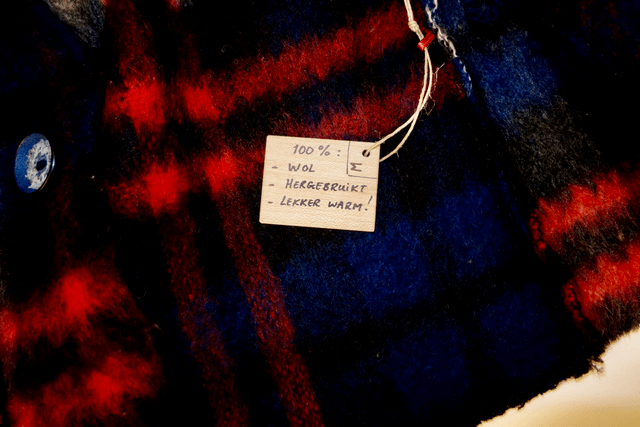 100% :
M
- WOL
- HERGEBRUIKT
- LEKKER WARM!